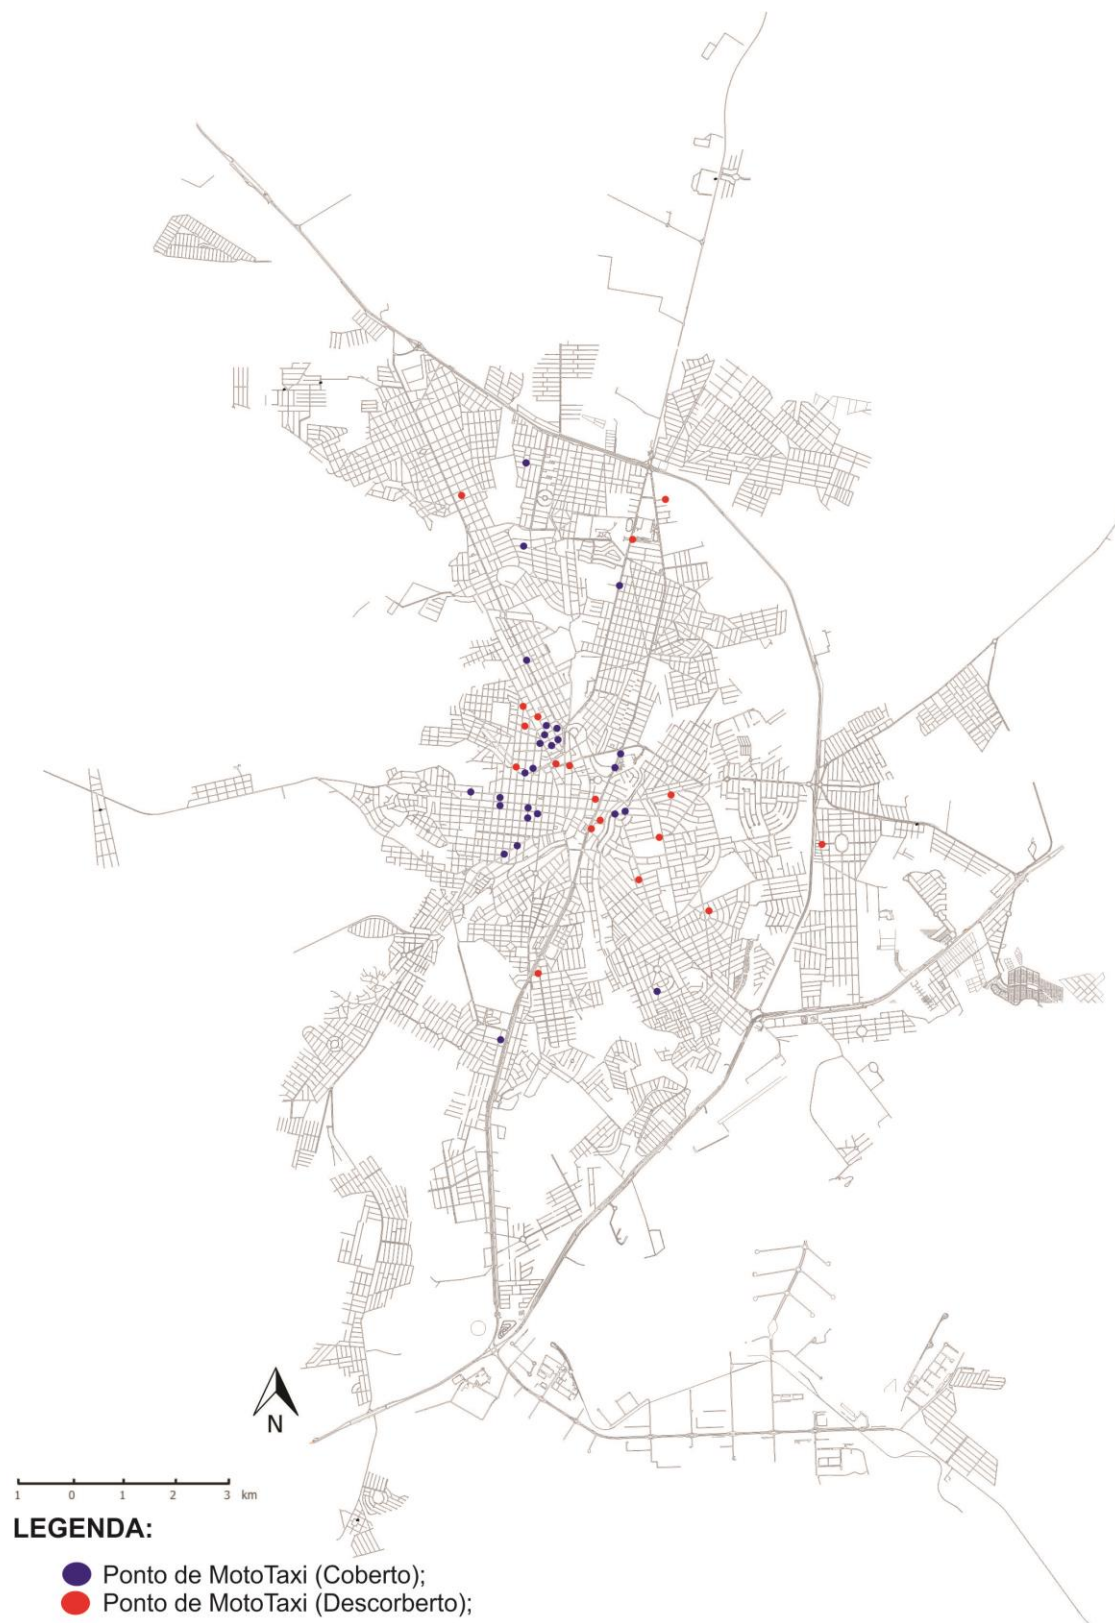 N
1 0 1 2 3 km
LEGENDA:
Ponto de MotoTaxi (Coberto);
Ponto de MotoTaxi (Descorberto);